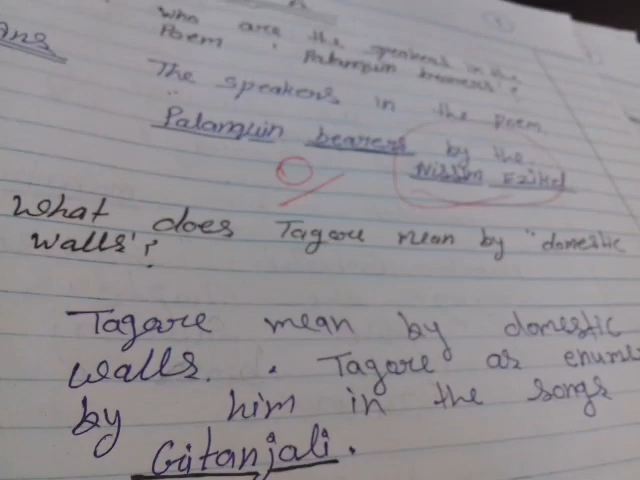 Who are the speakers in the
Poem 'Palanquin bearers'?
Ans
The speakers in the poem
Palanquin bearers by the
Nissim Ezikel
0
What does Tagore mean by "domestic
walls"?
Tagore mean by domestic
walls. . Tagore as enume
by him in the songs
Gitanjali.